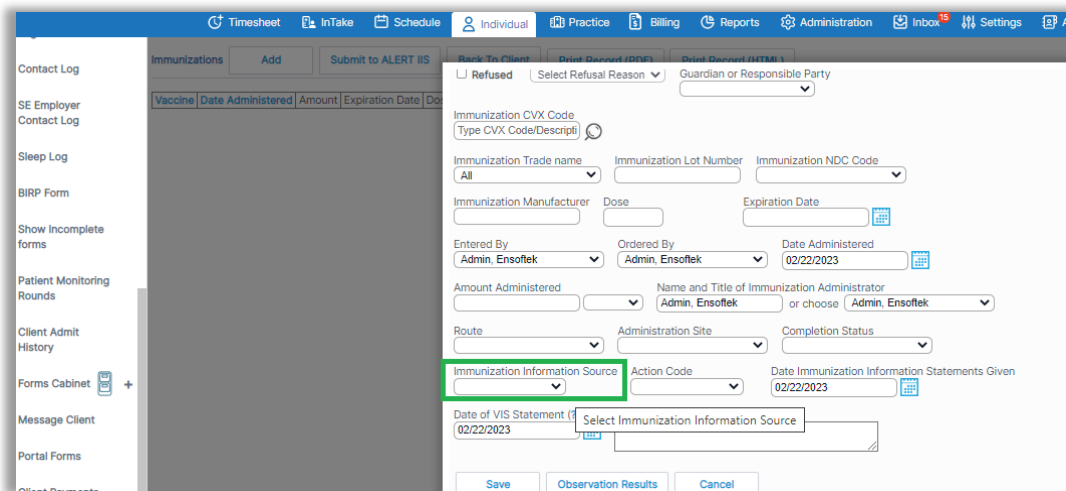 Timesheet InTake Schedule Individual Practice Billing Reports Administration Inbox 15 Settings
Contact Log
SE Employer
Contact Log
Sleep Log
BIRP Form
Show Incomplete
forms
Patient Monitoring
Rounds
Client Admit
History
Forms Cabinet +
Message Client
Portal Forms
Client Payments
Immunizations Add Submit to ALERT IIS Back To Client Print Record (PDF) Print Record (HTML)
Vaccine Date Administered Amount Expiration Date
Refused Select Refusal Reason Guardian or Responsible Party
Immunization CVX Code
Type CVX Code/Descripti
Immunization Trade name Immunization Lot Number Immunization NDC Code
All
Immunization Manufacturer Dose Expiration Date
Entered By Ordered By Date Administered
Admin, Ensoftek Admin, Ensoftek 02/22/2023
Amount Administered Name and Title of Immunization Administrator
Admin, Ensoftek or choose Admin, Ensoftek
Route Administration Site Completion Status
Immunization Information Source Action Code Date Immunization Information Statements Given
02/22/2023
Date of VIS Statement (?
Select Immunization Information Source
02/22/2023
Save Observation Results Cancel